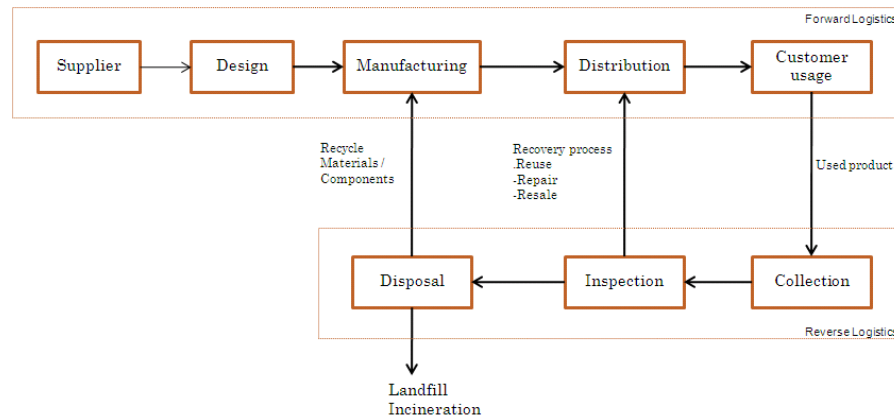 Forward Logistics
Supplier
Design
Manufacturing
Distribution
Customer
usage
Recycle
Materials /
Components
Recovery process
.Reuse
-Repair
-Resale
Used product
Disposal
Inspection
Collection
Reverse Logistics
Landfill
Incineration